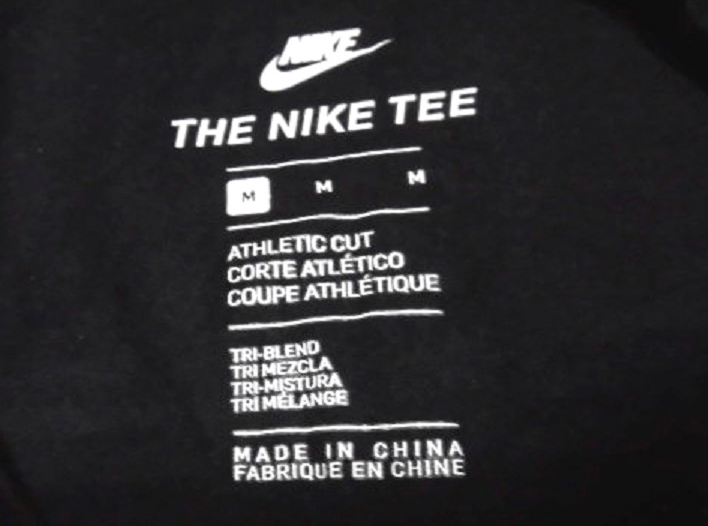 NIKE
THE NIKE TEE
M M M
ATHLETIC CUT
CORTE ATLÉTICO
COUPE ATHLÉTIQUE
TRI-BLEND
TRI MEZCLA
TRI-MISTURA
TRI MÉLANGE
MADE IN CHINA
FABRIQUE EN CHINE